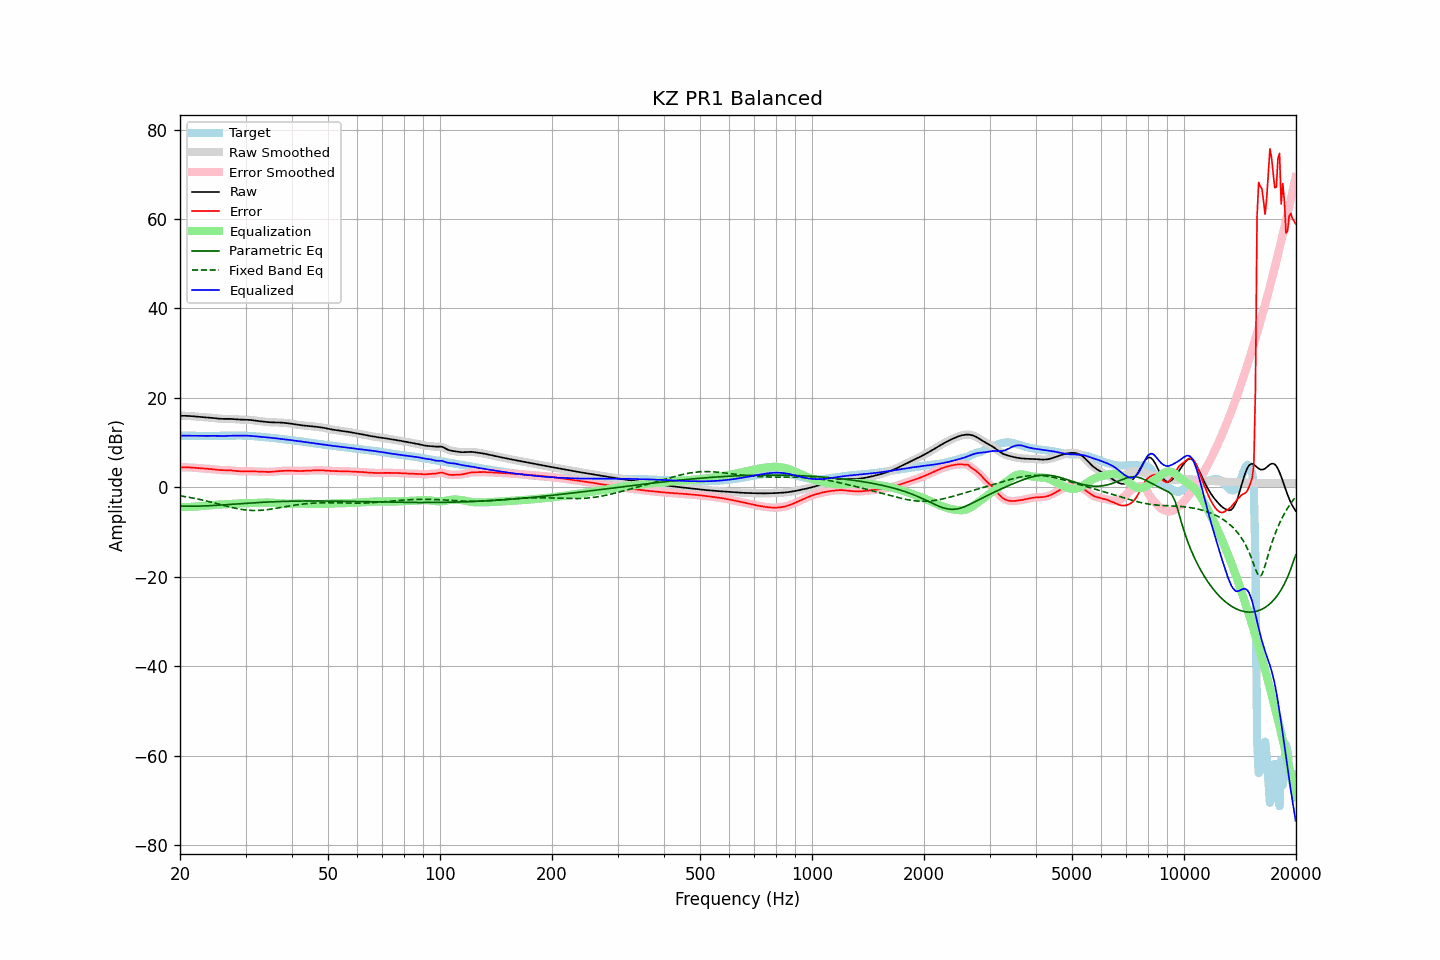 KZ PR1 Balanced
Target
Raw Smoothed
Error Smoothed
Raw
Error
Equalization
Parametric Eq
Fixed Band Eq
Equalized
80
60
40
20
0
−20
−40
−60
−80
Amplitude (dBr)
20 50 100 200 500 1000 2000 5000 10000 20000
Frequency (Hz)